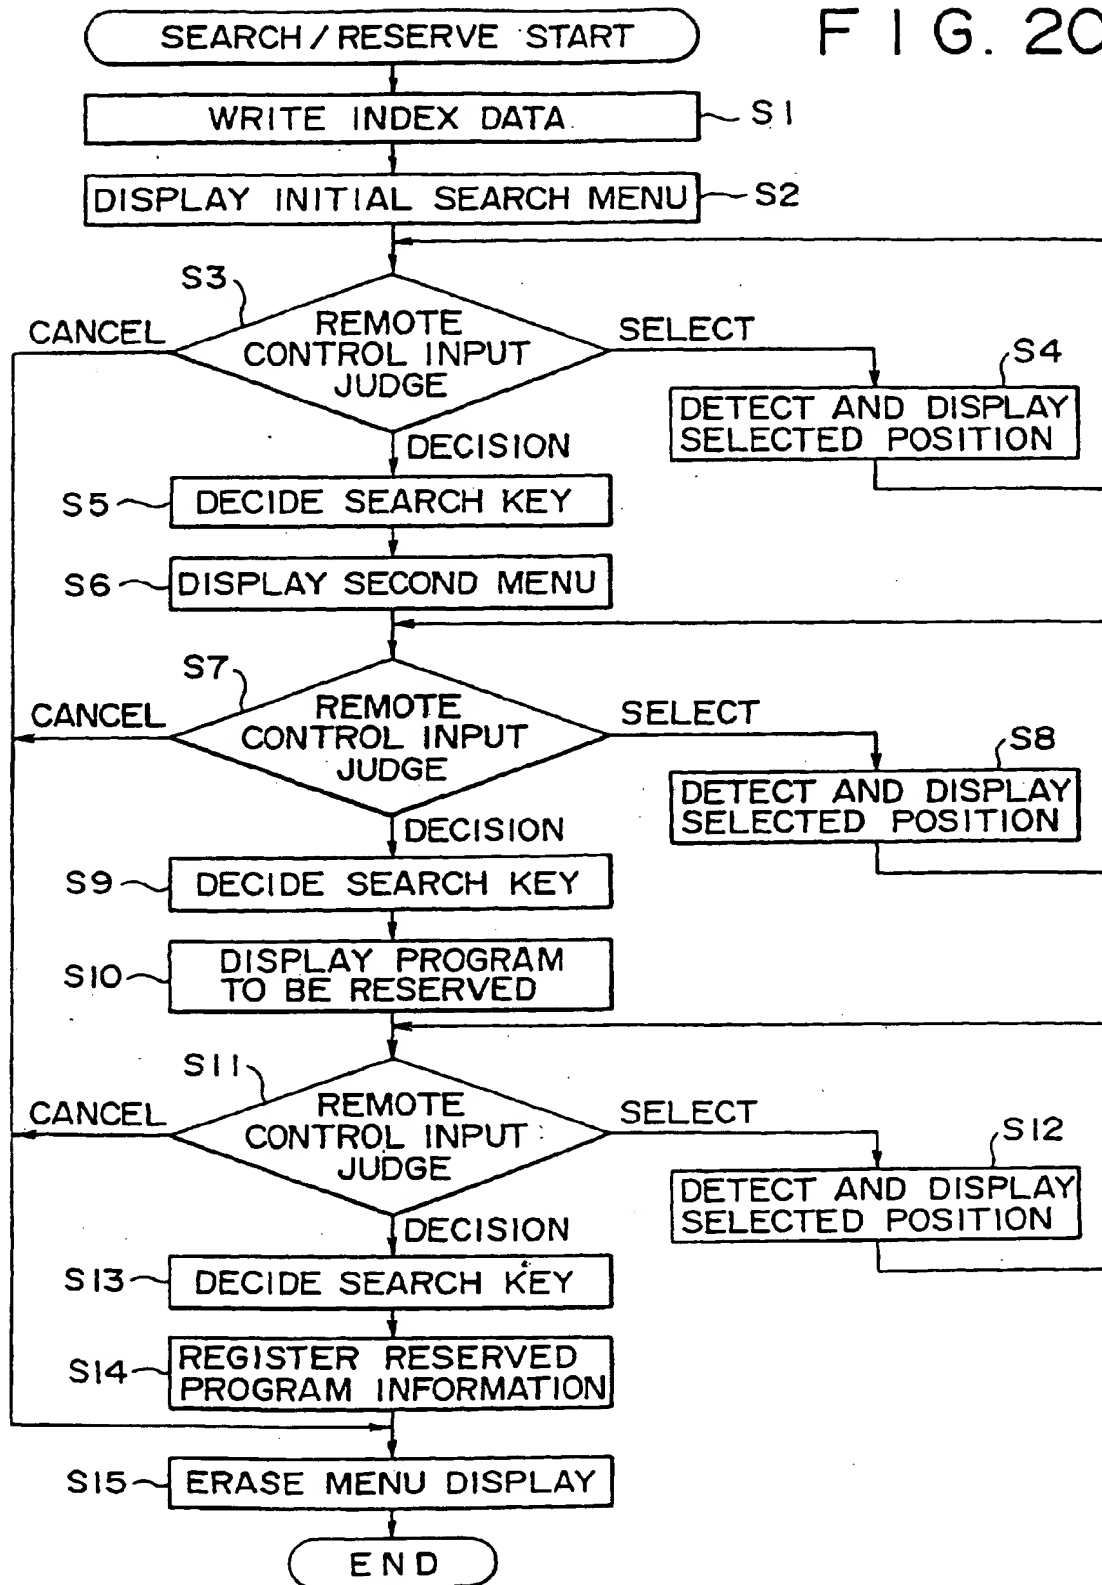 FIG. 20
SEARCH/RESERVE START
WRITE INDEX DATA
S1
DISPLAY INITIAL SEARCH MENU
S2
S3
CANCEL
REMOTE
CONTROL INPUT
JUDGE
SELECT
S4
DETECT AND DISPLAY
SELECTED POSITION
DECISION
S5
DECIDE SEARCH KEY
S6
DISPLAY SECOND MENU
S7
CANCEL
REMOTE
CONTROL INPUT
JUDGE
SELECT
S8
DETECT AND DISPLAY
SELECTED POSITION
DECISION
S9
DECIDE SEARCH KEY
S10
DISPLAY PROGRAM
TO BE RESERVED
S11
CANCEL
REMOTE
CONTROL INPUT
JUDGE
SELECT
S12
DETECT AND DISPLAY
SELECTED POSITION
DECISION
S13
DECIDE SEARCH KEY
S14
REGISTER RESERVED
PROGRAM INFORMATION
S15
ERASE MENU DISPLAY
END